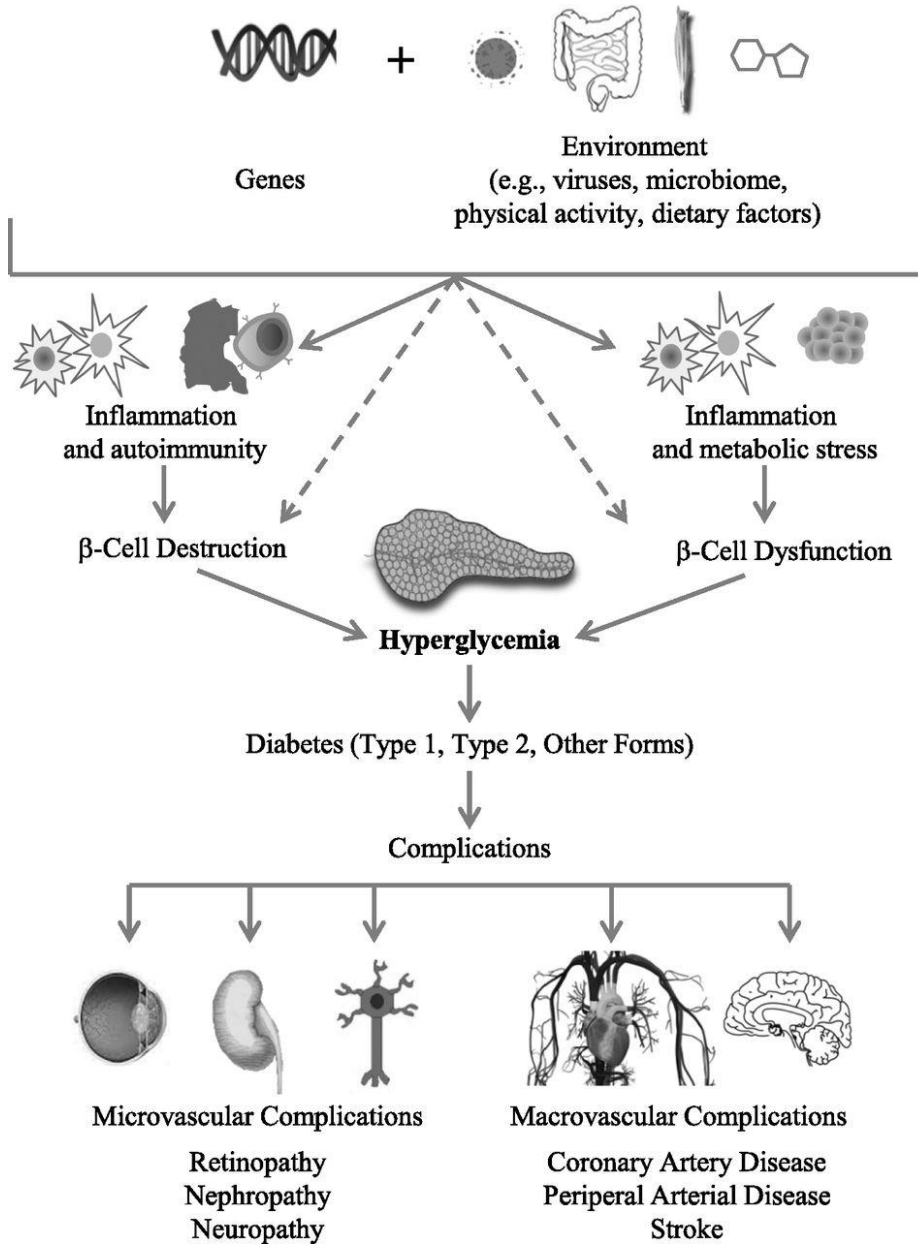 +
Genes
Environment
(e.g., viruses, microbiome,
physical activity, dietary factors)
Inflammation
and autoimmunity
Inflammation
and metabolic stress
β-Cell Destruction
β-Cell Dysfunction
Hyperglycemia
Diabetes (Type 1, Type 2, Other Forms)
Complications
Microvascular Complications
Retinopathy
Nephropathy
Neuropathy
Macrovascular Complications
Coronary Artery Disease
Periperal Arterial Disease
Stroke